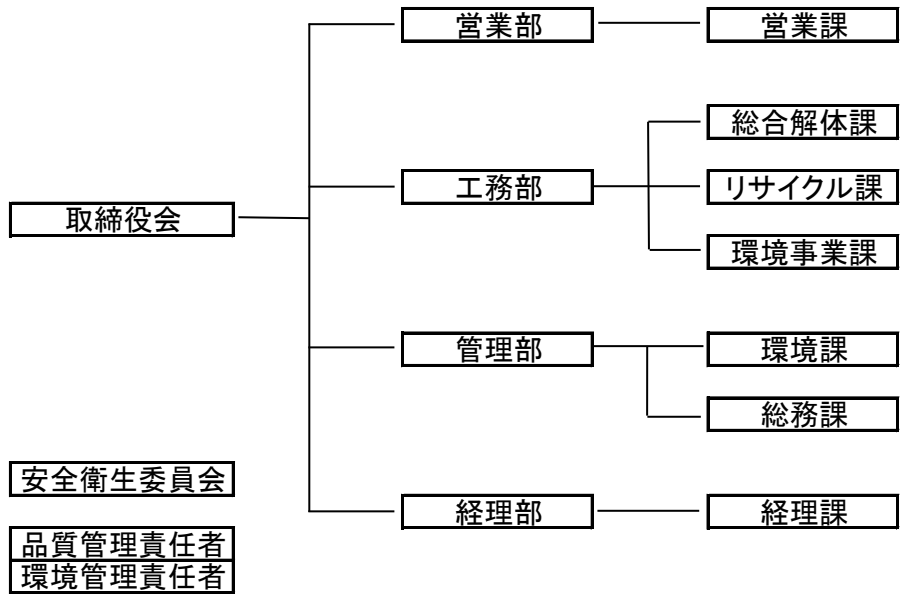 営業部
営業課
総合解体課
工務部
リサイクル課
取締役会
環境事業課
管理部
環境課
総務課
安全衛生委員会
経理部
経理課
品質管理責任者
環境管理責任者